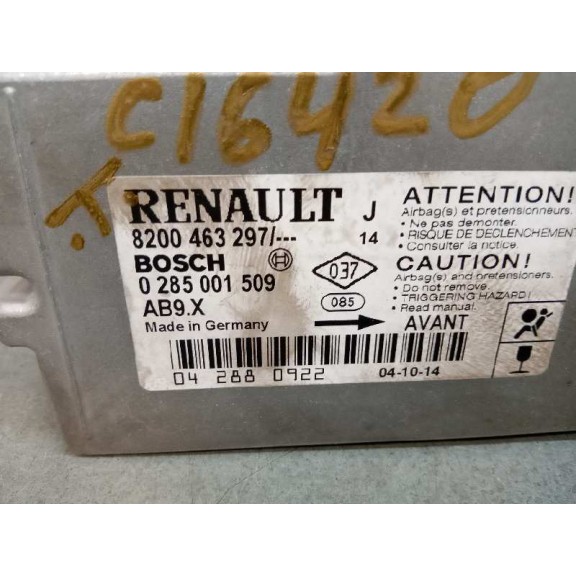 C16420
T.
RENAULT J
8200 463 297/--- 14
BOSCH
0 285 001 509
AB9.X
Made in Germany
037
085
AVANT
04 288 0922
04-10-14
ATTENTION!
Airbag(s) et pretensionneurs.
• Ne pas demonter.
• RISQUE DE DECLENCHEMENT
• Consulter la notice.
CAUTION!
Airbag(s) and pretensioners.
• Do not remove.
• TRIGGERING HAZARD!
• Read manual.